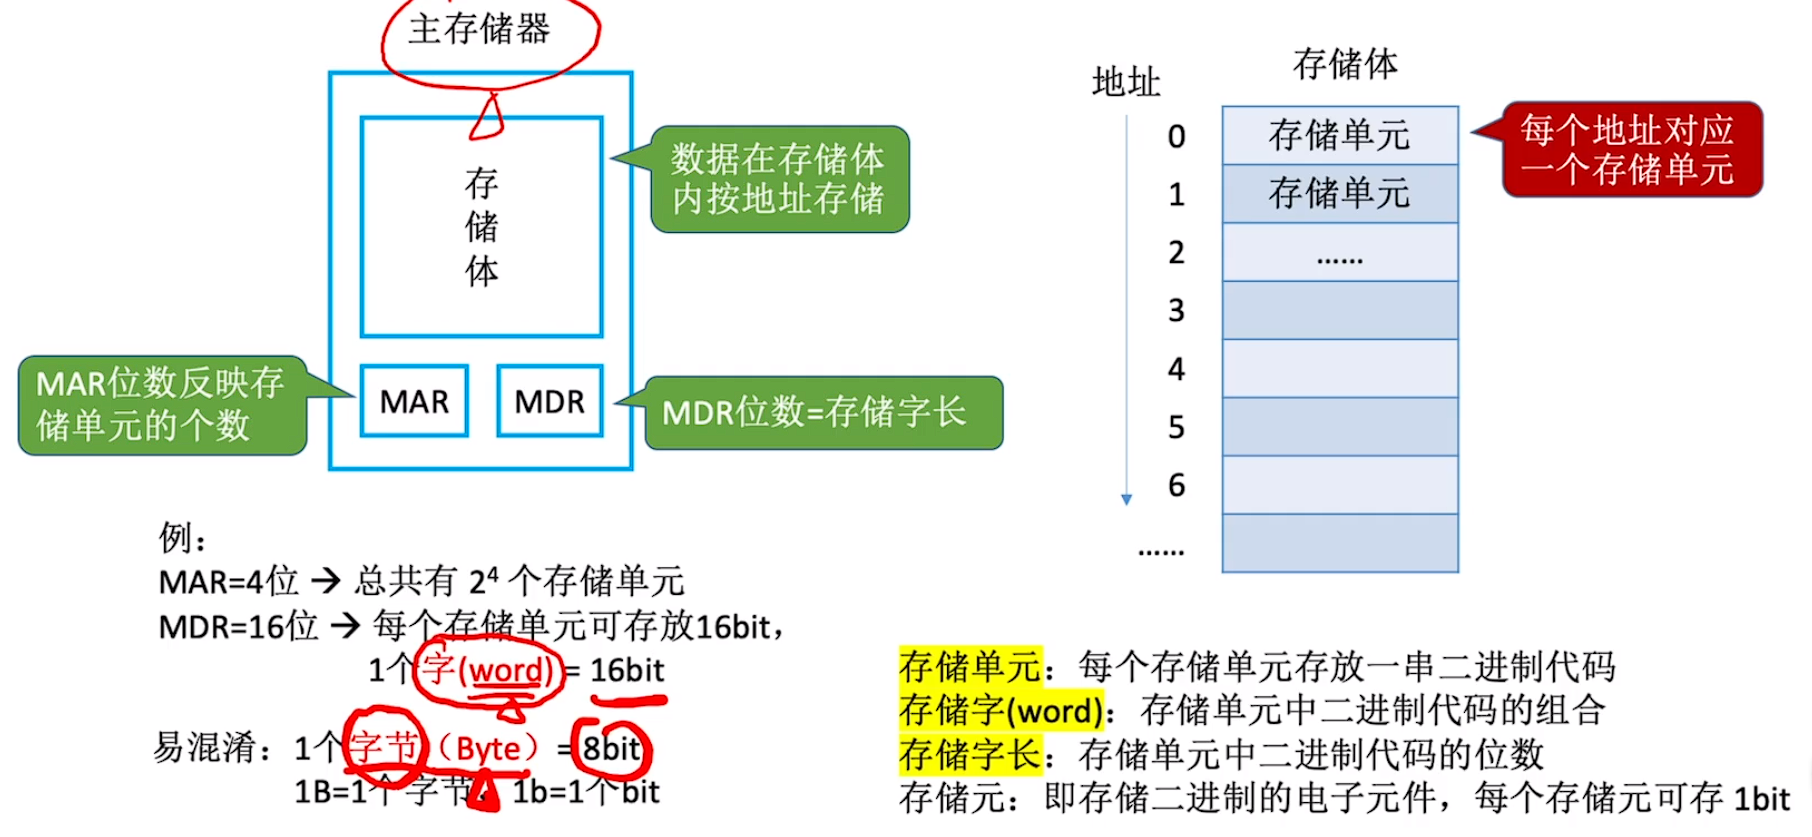 主存储器
存
储
体
数据在存储体
内按地址存储
MAR位数反映存
储单元的个数
MAR
MDR
MDR位数=存储字长
地址
存储体
0
存储单元
1
存储单元
2
......
3
4
5
6
......
每个地址对应
一个存储单元
例：
MAR=4位 → 总共有 2⁴ 个存储单元
MDR=16位 → 每个存储单元可存放16bit，
1个字(word) = 16bit
易混淆：1个字节（Byte）= 8bit
1B=1个字节，1b=1个bit
存储单元：每个存储单元存放一串二进制代码
存储字(word)：存储单元中二进制代码的组合
存储字长：存储单元中二进制代码的位数
存储元：即存储二进制的电子元件，每个存储元可存 1bit